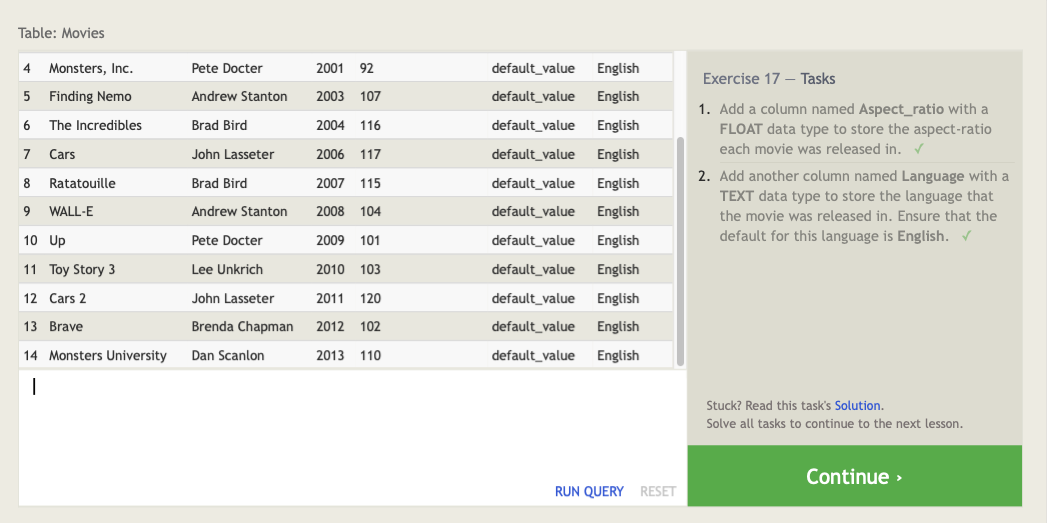 Table: Movies
4 Monsters, Inc. Pete Docter 2001 92 default_value English
5 Finding Nemo Andrew Stanton 2003 107 default_value English
6 The Incredibles Brad Bird 2004 116 default_value English
7 Cars John Lasseter 2006 117 default_value English
8 Ratatouille Brad Bird 2007 115 default_value English
9 WALL-E Andrew Stanton 2008 104 default_value English
10 Up Pete Docter 2009 101 default_value English
11 Toy Story 3 Lee Unkrich 2010 103 default_value English
12 Cars 2 John Lasseter 2011 120 default_value English
13 Brave Brenda Chapman 2012 102 default_value English
14 Monsters University Dan Scanlon 2013 110 default_value English
RUN QUERY RESET
Exercise 17 — Tasks
1. Add a column named Aspect_ratio with a
FLOAT data type to store the aspect-ratio
each movie was released in. ✓
2. Add another column named Language with a
TEXT data type to store the language that
the movie was released in. Ensure that the
default for this language is English. ✓
Stuck? Read this task's Solution.
Solve all tasks to continue to the next lesson.
Continue ›